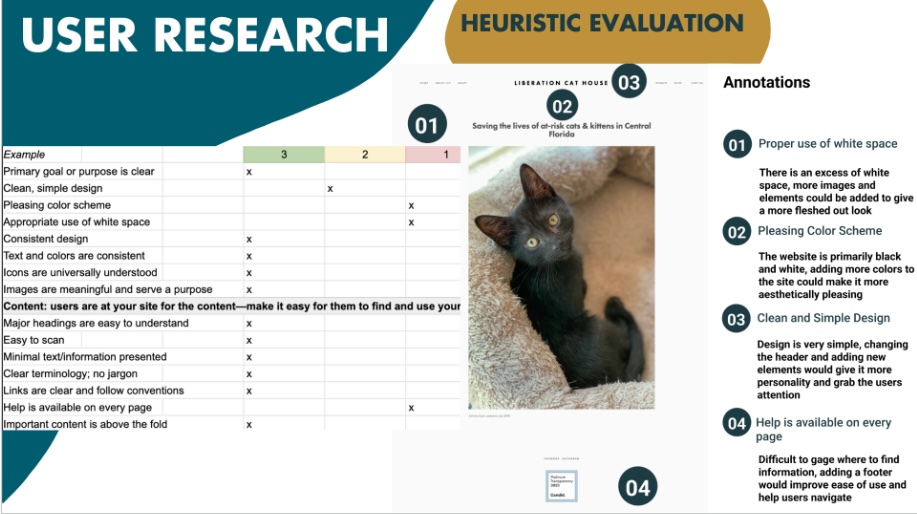 USER RESEARCH
HEURISTIC EVALUATION
Example 3 2 1
Primary goal or purpose is clear x
Clean, simple design x
Pleasing color scheme x
Appropriate use of white space x
Consistent design x
Text and colors are consistent x
Icons are universally understood x
Images are meaningful and serve a purpose x
Content: users are at your site for the content—make it easy for them to find and use your
Major headings are easy to understand x
Easy to scan x
Minimal text/information presented x
Clear terminology; no jargon x
Links are clear and follow conventions x
Help is available on every page x
Important content is above the fold x
LIBERATION CAT HOUSE
03
02
01
Saving the lives of at-risk cats & kittens in Central
Florida
Platinum
Transparency
2023
Candid.
04
Annotations
01 Proper use of white space
There is an excess of white
space, more images and
elements could be added to give
a more fleshed out look
02 Pleasing Color Scheme
The website is primarily black
and white, adding more colors to
the site could make it more
aesthetically pleasing
03 Clean and Simple Design
Design is very simple, changing
the header and adding new
elements would give it more
personality and grab the users
attention
04 Help is available on every
page
Difficult to gage where to find
information, adding a footer
would improve ease of use and
help users navigate